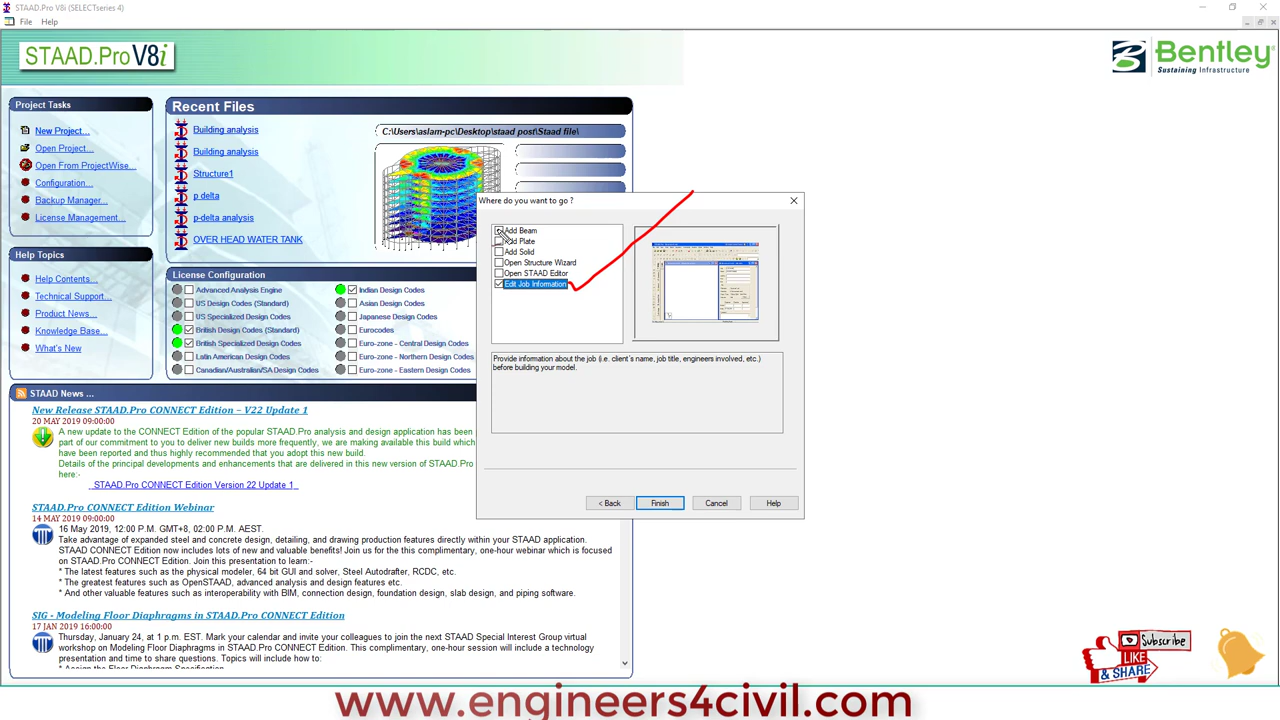 STAAD.Pro V8i (SELECTseries 4)
File Help
STAAD.Pro V8i
Bentley
Sustaining Infrastructure
Project Tasks
New Project...
Open Project...
Open From ProjectWise...
Configuration...
Backup Manager...
License Management...
Help Topics
Help Contents...
Technical Support...
Product News...
Knowledge Base...
What's New
Recent Files
Building analysis
Building analysis
Structure1
p delta
p-delta analysis
OVER HEAD WATER TANK
C:\Users\aslam-pc\Desktop\staad post\Staad file\
License Configuration
Advanced Analysis Engine
US Design Codes (Standard)
US Specialized Design Codes
British Design Codes (Standard)
British Specialized Design Codes
Latin American Design Codes
Canadian/Australian/SA Design Codes
Indian Design Codes
Asian Design Codes
Japanese Design Codes
Eurocodes
Euro-zone - Central Design Codes
Euro-zone - Northern Design Codes
Euro-zone - Eastern Design Codes
Where do you want to go ?
Add Beam
Add Plate
Add Solid
Open Structure Wizard
Open STAAD Editor
Edit Job Information
Provide information about the job (i.e. client's name, job title, engineers involved, etc.)
before building your model.
< Back Finish Cancel Help
STAAD News ...
New Release STAAD.Pro CONNECT Edition – V22 Update 1
20 MAY 2019 09:00:00
A new update to the CONNECT Edition of the popular STAAD.Pro analysis and design application has been
part of our commitment to you to deliver new builds more frequently, we are making available this build which
have been received and thus highly recommended that you adopt this new build.
Details of the principal developments and enhancements that are delivered in this new version of STAAD.Pro
here:-
STAAD.Pro CONNECT Edition Version 22 Update 1
STAAD.Pro CONNECT Edition Webinar
14 MAY 2019 09:00:00
16 May 2019, 12:00 P.M. GMT+8, 02:00 P.M. AEST.
Take advantage of expanded steel and concrete design, detailing, and drawing production features directly within your STAAD application.
STAAD CONNECT Edition now includes lots of new and valuable benefits! Join us for the this complimentary, one-hour webinar which is focused
on STAAD.Pro CONNECT Edition. Join this presentation to learn:-
* The latest features such as the physical modeler, 64 bit GUI and solver, Steel Autodrafter, RCDC, etc.
* The greatest features such as OpenSTAAD, advanced analysis and design features etc.
* And other valuable features such as interoperability with BIM, connection design, foundation design, slab design, and piping software.
SIG - Modeling Floor Diaphragms in STAAD.Pro CONNECT Edition
17 JAN 2019 16:00:00
Thursday, January 24, at 1 p.m. EST. Mark your calendar and invite your colleagues to join the next STAAD Special Interest Group virtual
workshop on Modeling Floor Diaphragms in STAAD.Pro CONNECT Edition. This complimentary, one-hour session will include a technology
presentation and time to share questions. Topics will include how to:
Subscribe
LIKE
& SHARE
www.engineers4civil.com